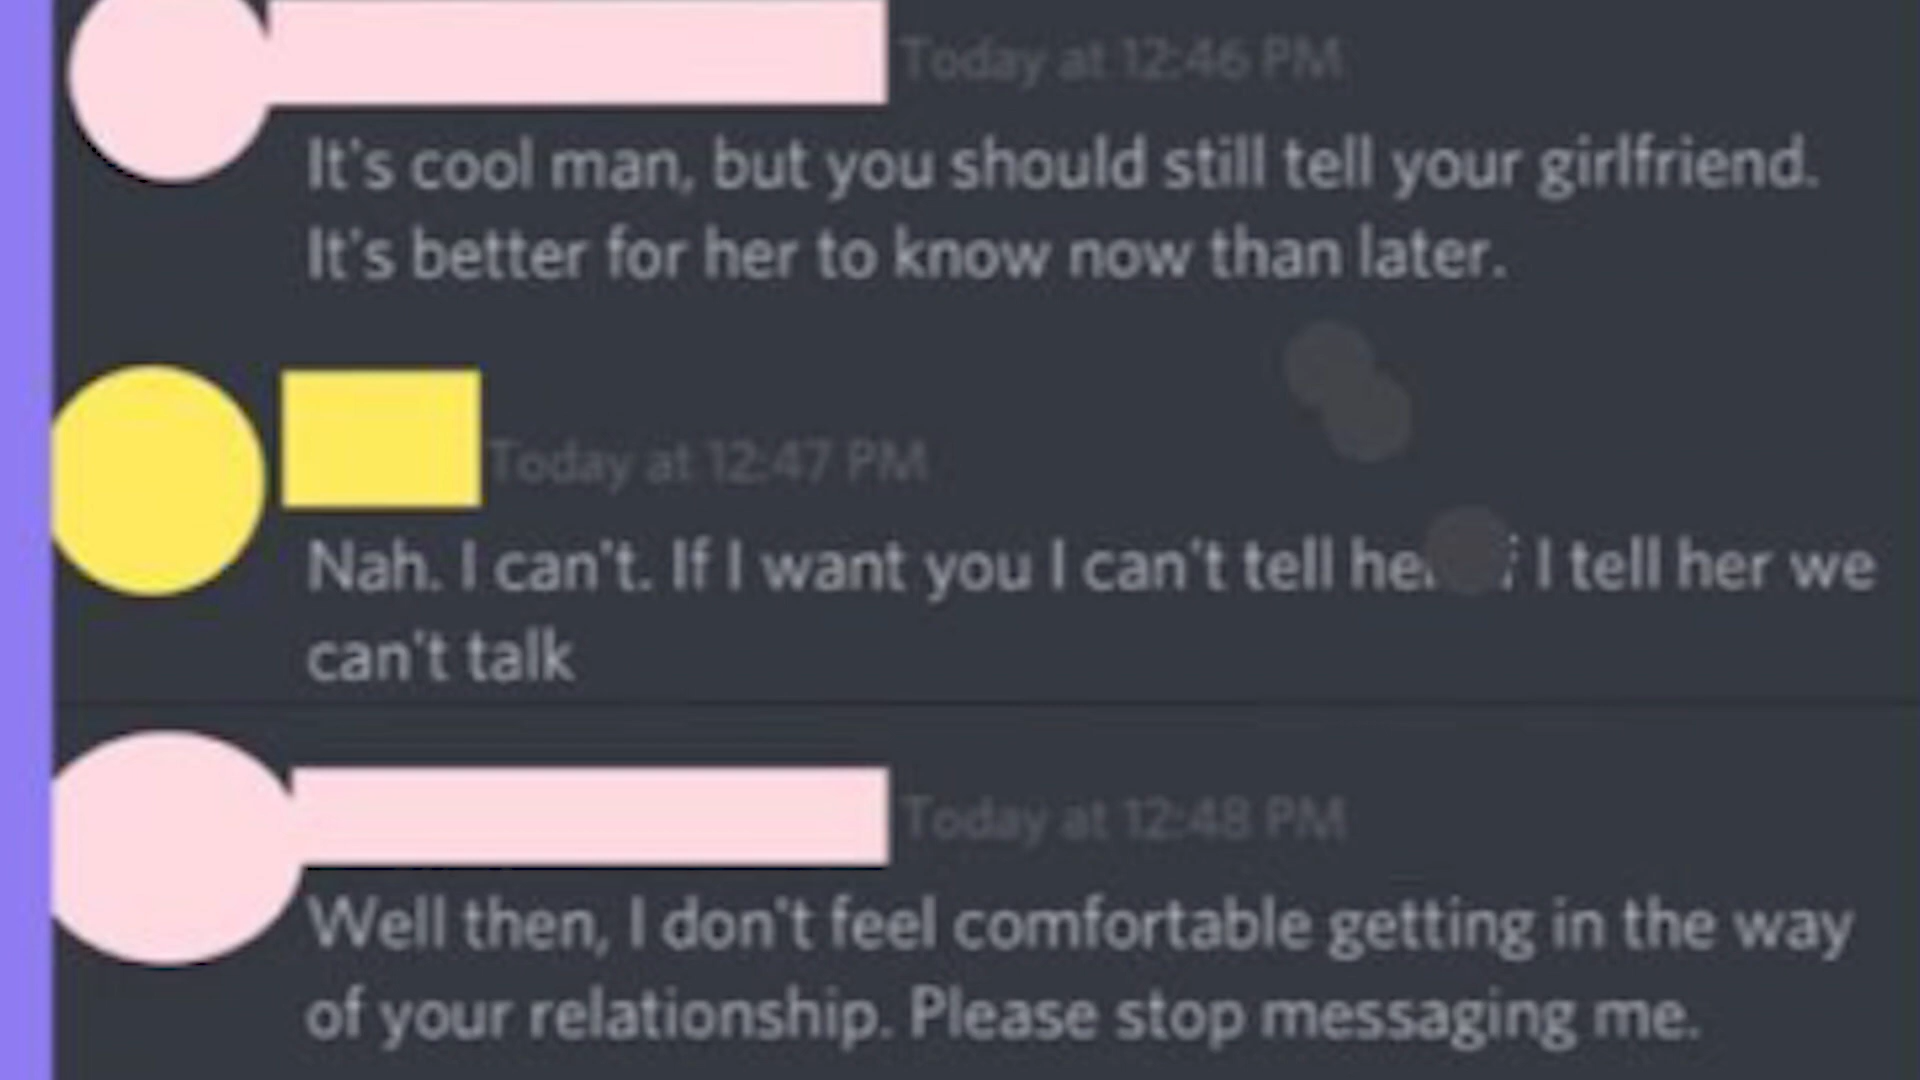 Today at 12:46 PM
It's cool man, but you should still tell your girlfriend.
It's better for her to know now than later.
Today at 12:47 PM
Nah. I can't. If I want you I can't tell I tell her we
can't talk
Today at 12:48 PM
Well then, I don't feel comfortable getting in the way
of your relationship. Please stop messaging me.